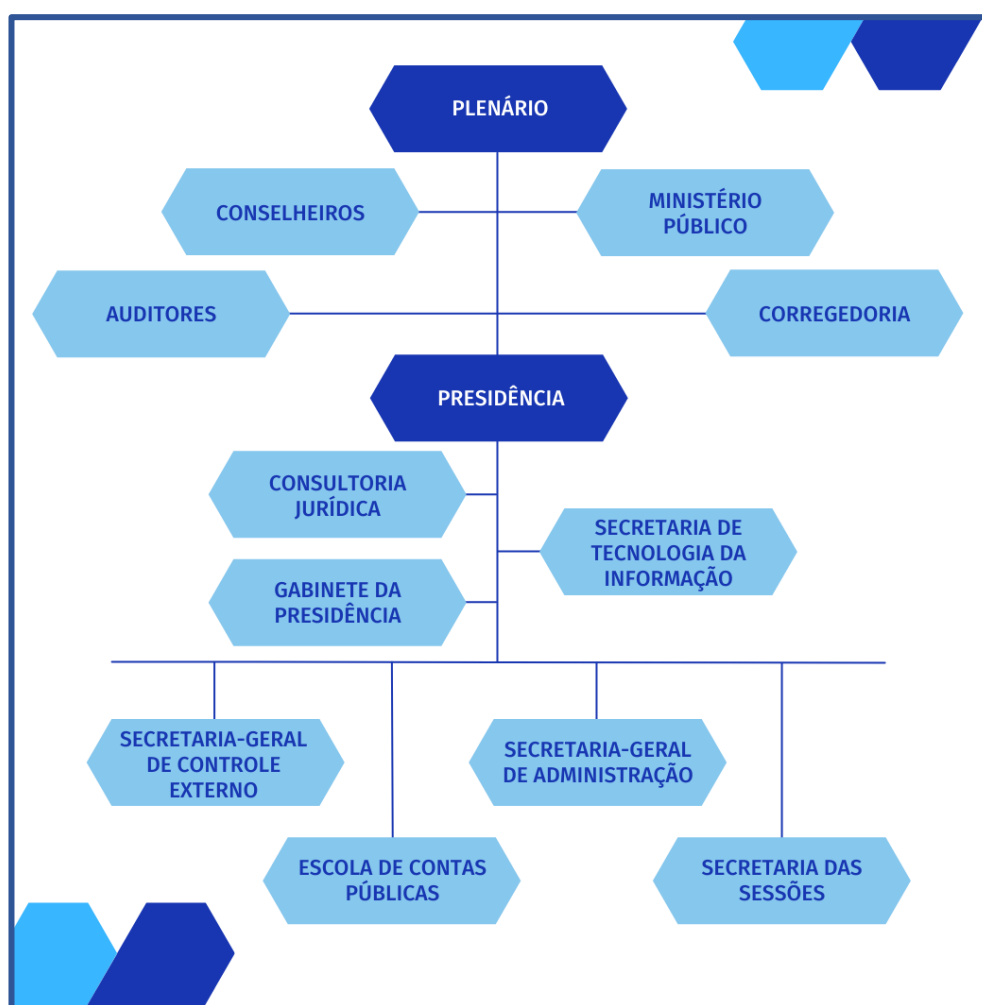 PLENÁRIO
CONSELHEIROS
MINISTÉRIO
PÚBLICO
AUDITORES
CORREGEDORIA
PRESIDÊNCIA
CONSULTORIA
JURÍDICA
SECRETARIA DE
TECNOLOGIA DA
INFORMAÇÃO
GABINETE DA
PRESIDÊNCIA
SECRETARIA-GERAL
DE CONTROLE
EXTERNO
SECRETARIA-GERAL
DE ADMINISTRAÇÃO
ESCOLA DE CONTAS
PÚBLICAS
SECRETARIA DAS
SESSÕES